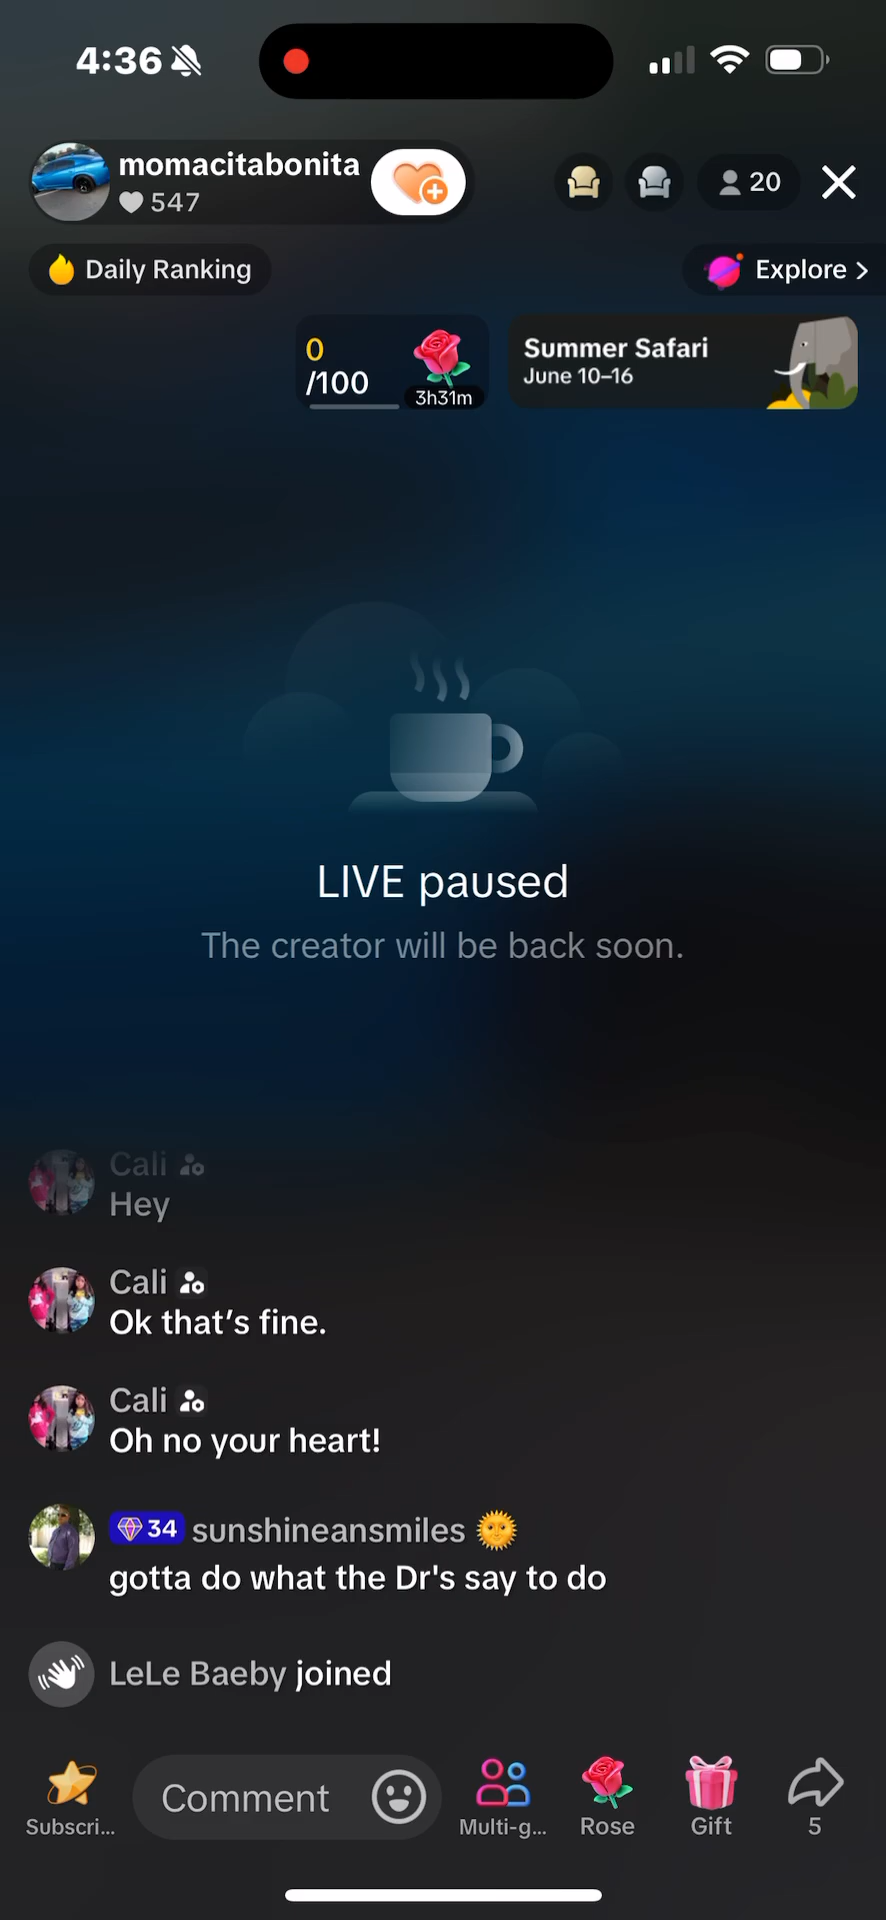 4:36
momacitabonita
547
20
Daily Ranking
Explore >
0
/100
3h31m
Summer Safari
June 10–16
LIVE paused
The creator will be back soon.
Cali
Hey
Cali
Ok that’s fine.
Cali
Oh no your heart!
34 sunshineansmiles 🌞
gotta do what the Dr's say to do
LeLe Baeby joined
Comment
Subscri...
Multi-g...
Rose
Gift
5